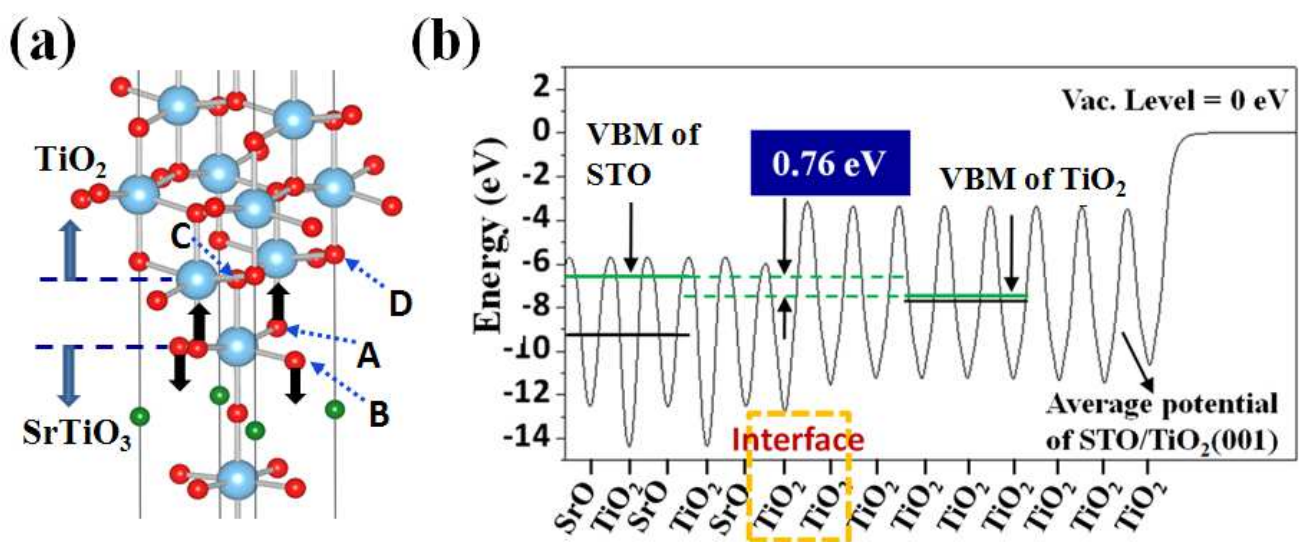 (a)
TiO2
C
D
A
B
SrTiO3
(b)
Energy (eV)
2
0
-2
-4
-6
-8
-10
-12
-14
Vac. Level = 0 eV
VBM of
STO
0.76 eV
VBM of TiO2
Interface
Average potential
of STO/TiO2(001)
SrO
TiO2
SrO
TiO2
SrO
TiO2
TiO2
TiO2
TiO2
TiO2
TiO2
TiO2
TiO2
TiO2
TiO2